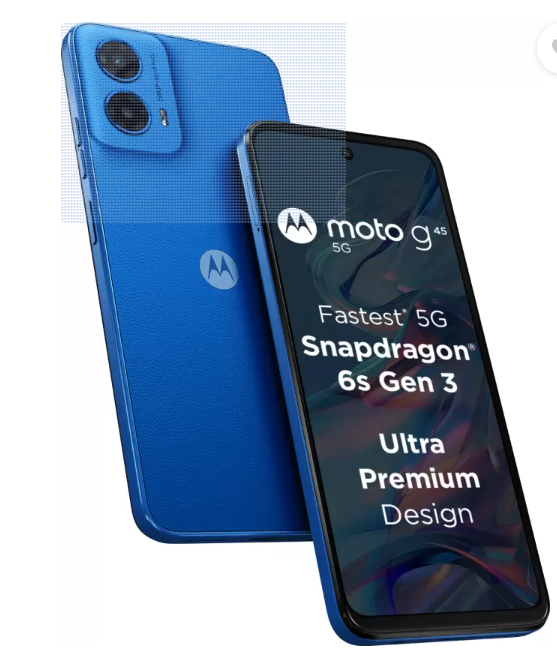 moto g45
5G
Fastest* 5G
Snapdragon®
6s Gen 3
Ultra
Premium
Design